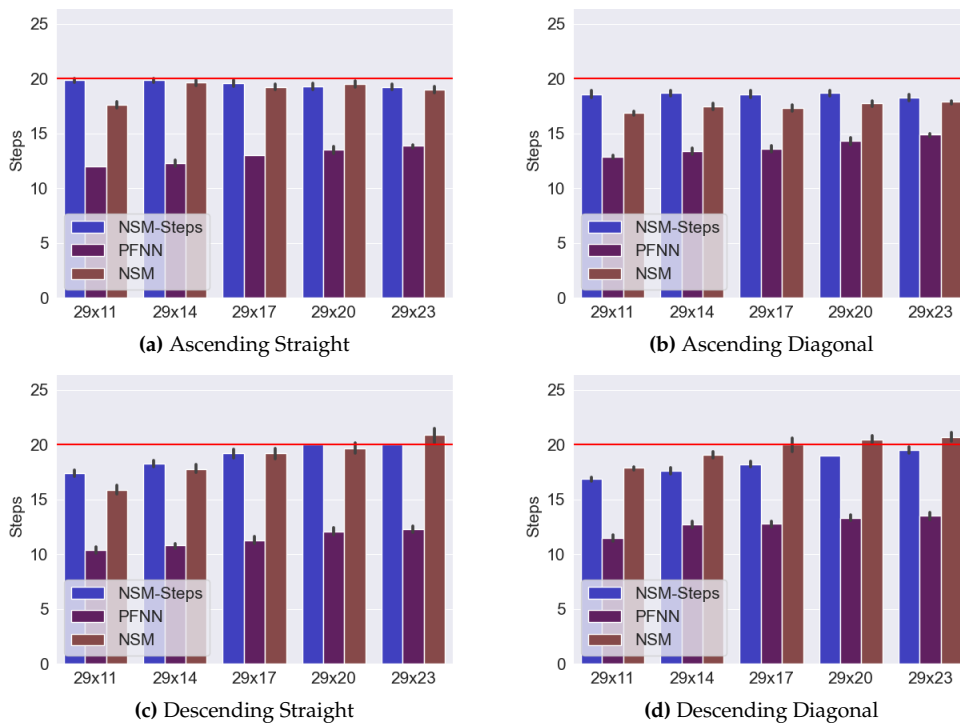 25
20
15
10
5
0
Steps
NSM-Steps
PFNN
NSM
29x11 29x14 29x17 29x20 29x23
(a) Ascending Straight
25
20
15
10
5
0
Steps
NSM-Steps
PFNN
NSM
29x11 29x14 29x17 29x20 29x23
(b) Ascending Diagonal
25
20
15
10
5
0
Steps
NSM-Steps
PFNN
NSM
29x11 29x14 29x17 29x20 29x23
(c) Descending Straight
25
20
15
10
5
0
Steps
NSM-Steps
PFNN
NSM
29x11 29x14 29x17 29x20 29x23
(d) Descending Diagonal